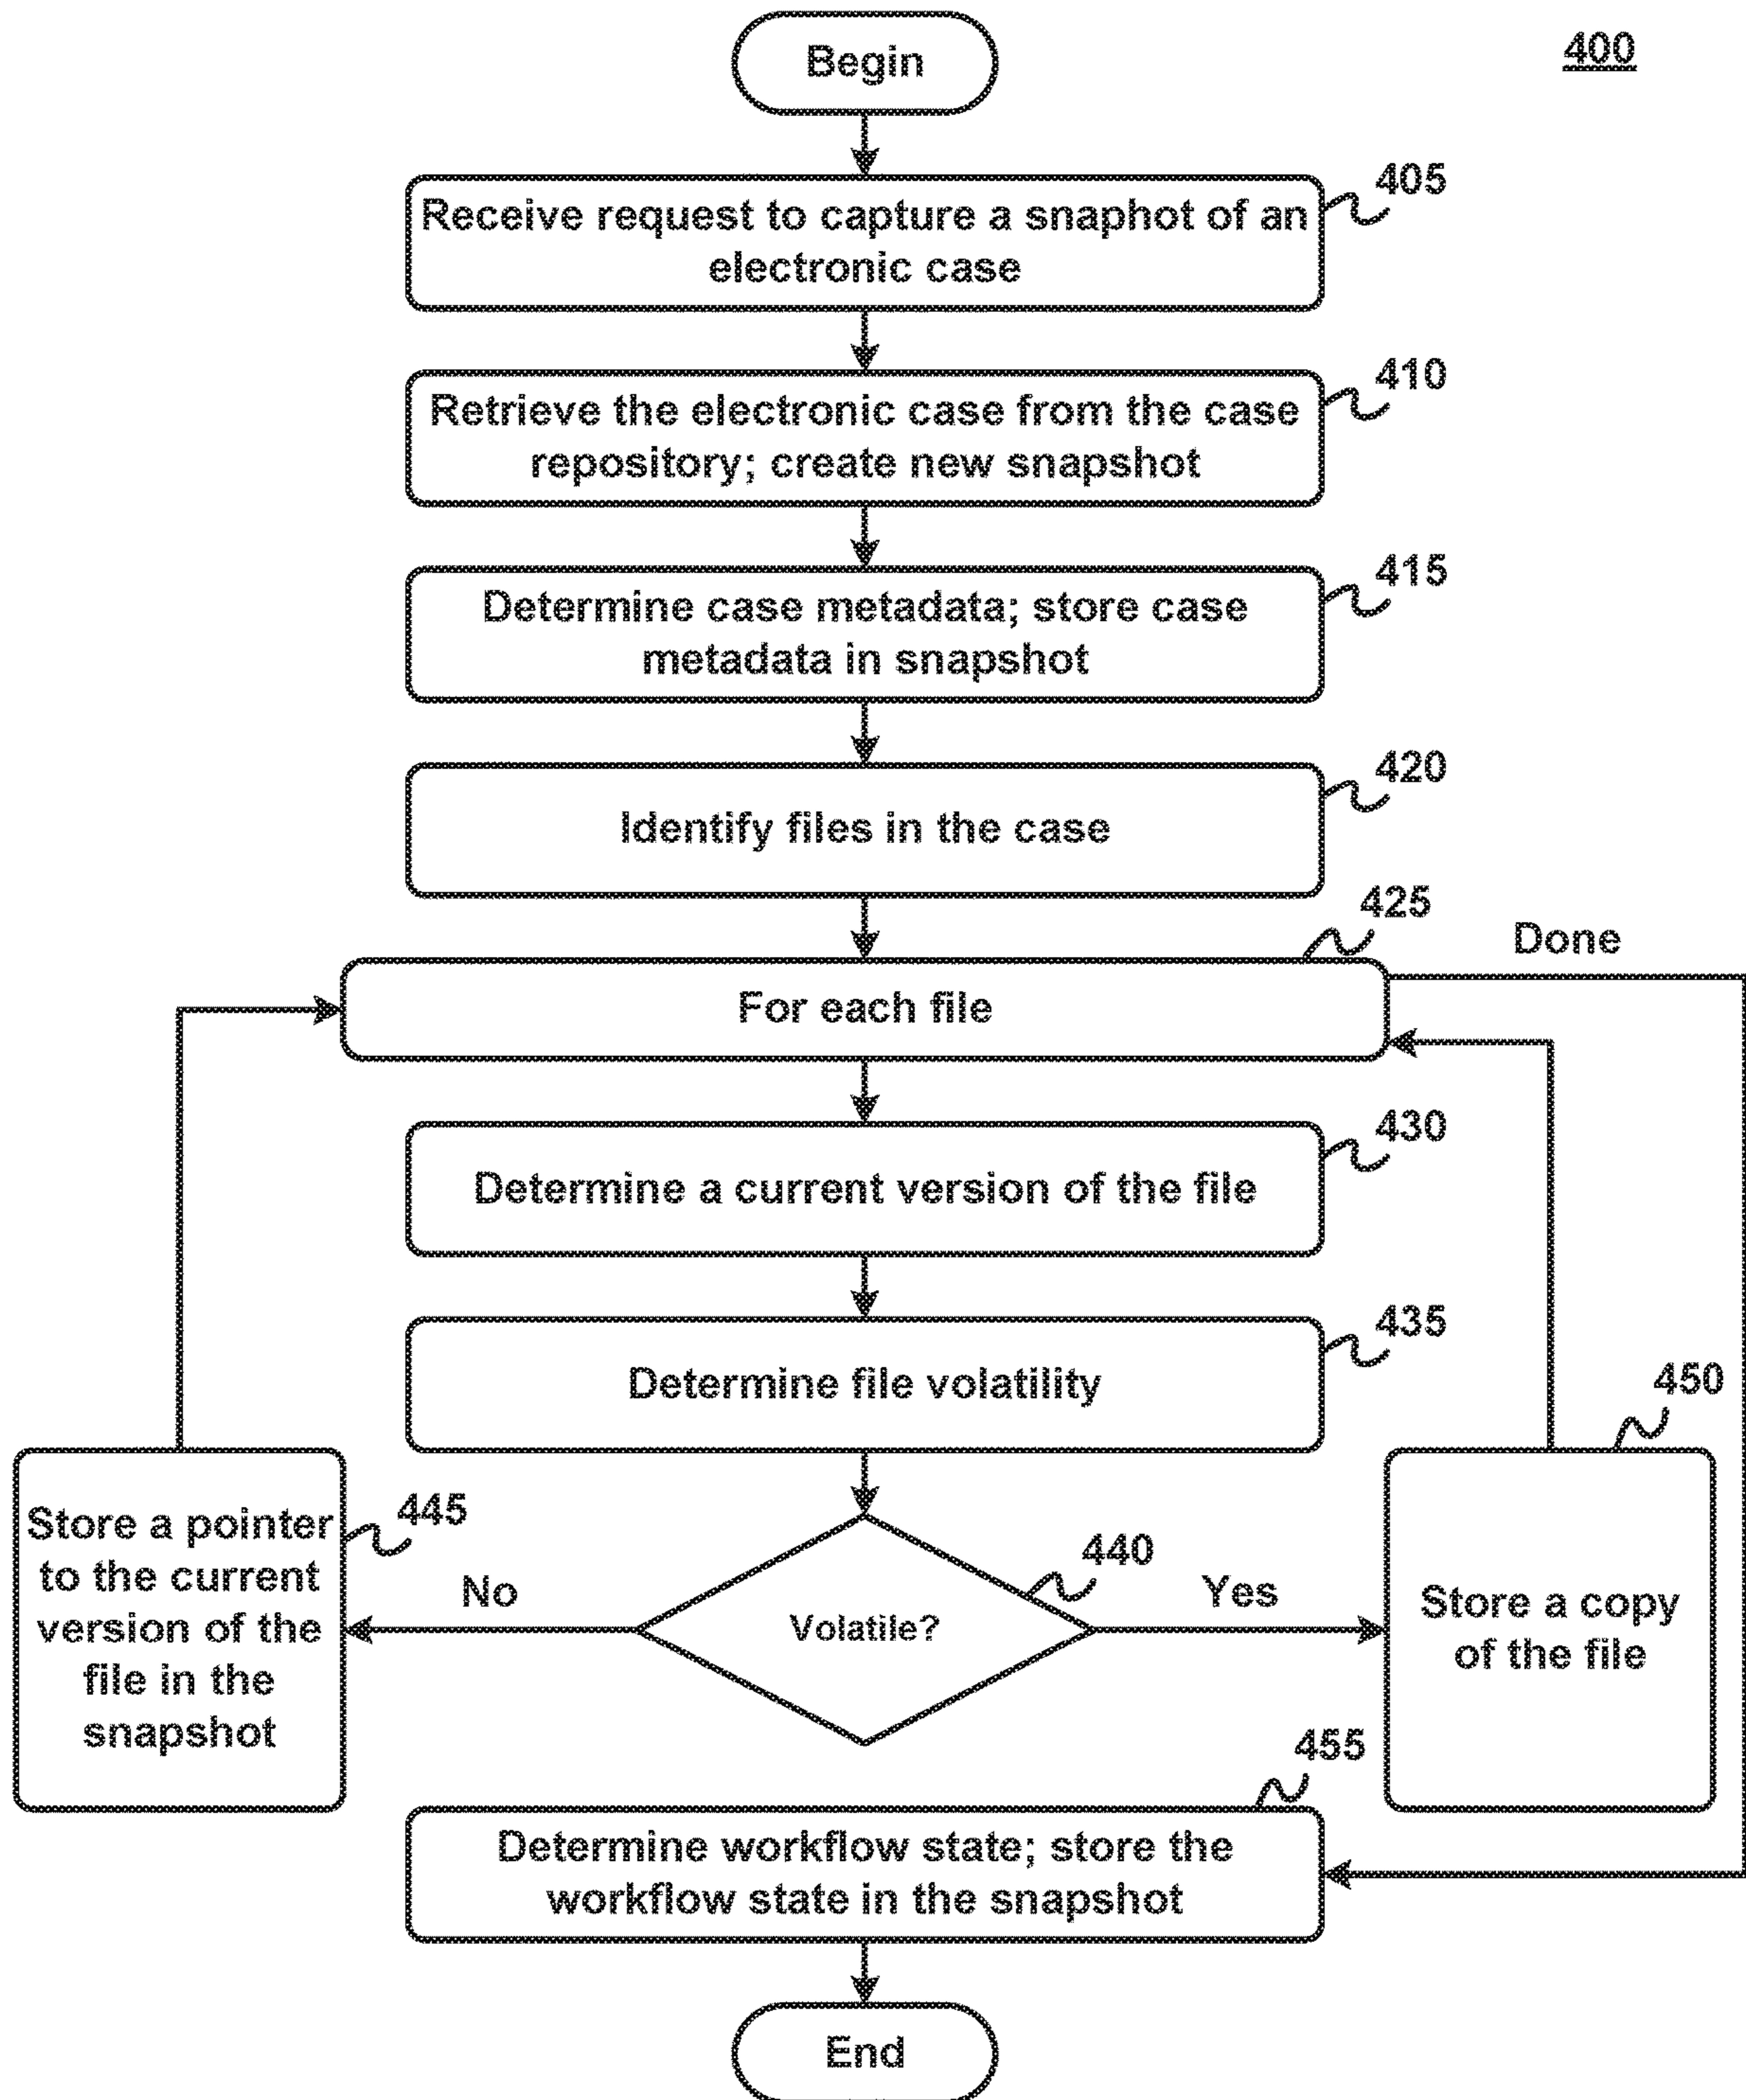 Begin
400
405
Receive request to capture a snaphot of an
electronic case
410
Retrieve the electronic case from the case
repository; create new snapshot
415
Determine case metadata; store case
metadata in snapshot
420
Identify files in the case
425
Done
For each file
430
Determine a current version of the file
435
Determine file volatility
450
445
Store a pointer
to the current
version of the
file in the
snapshot
No
440
Volatile?
Yes
Store a copy
of the file
455
Determine workflow state; store the
workflow state in the snapshot
End